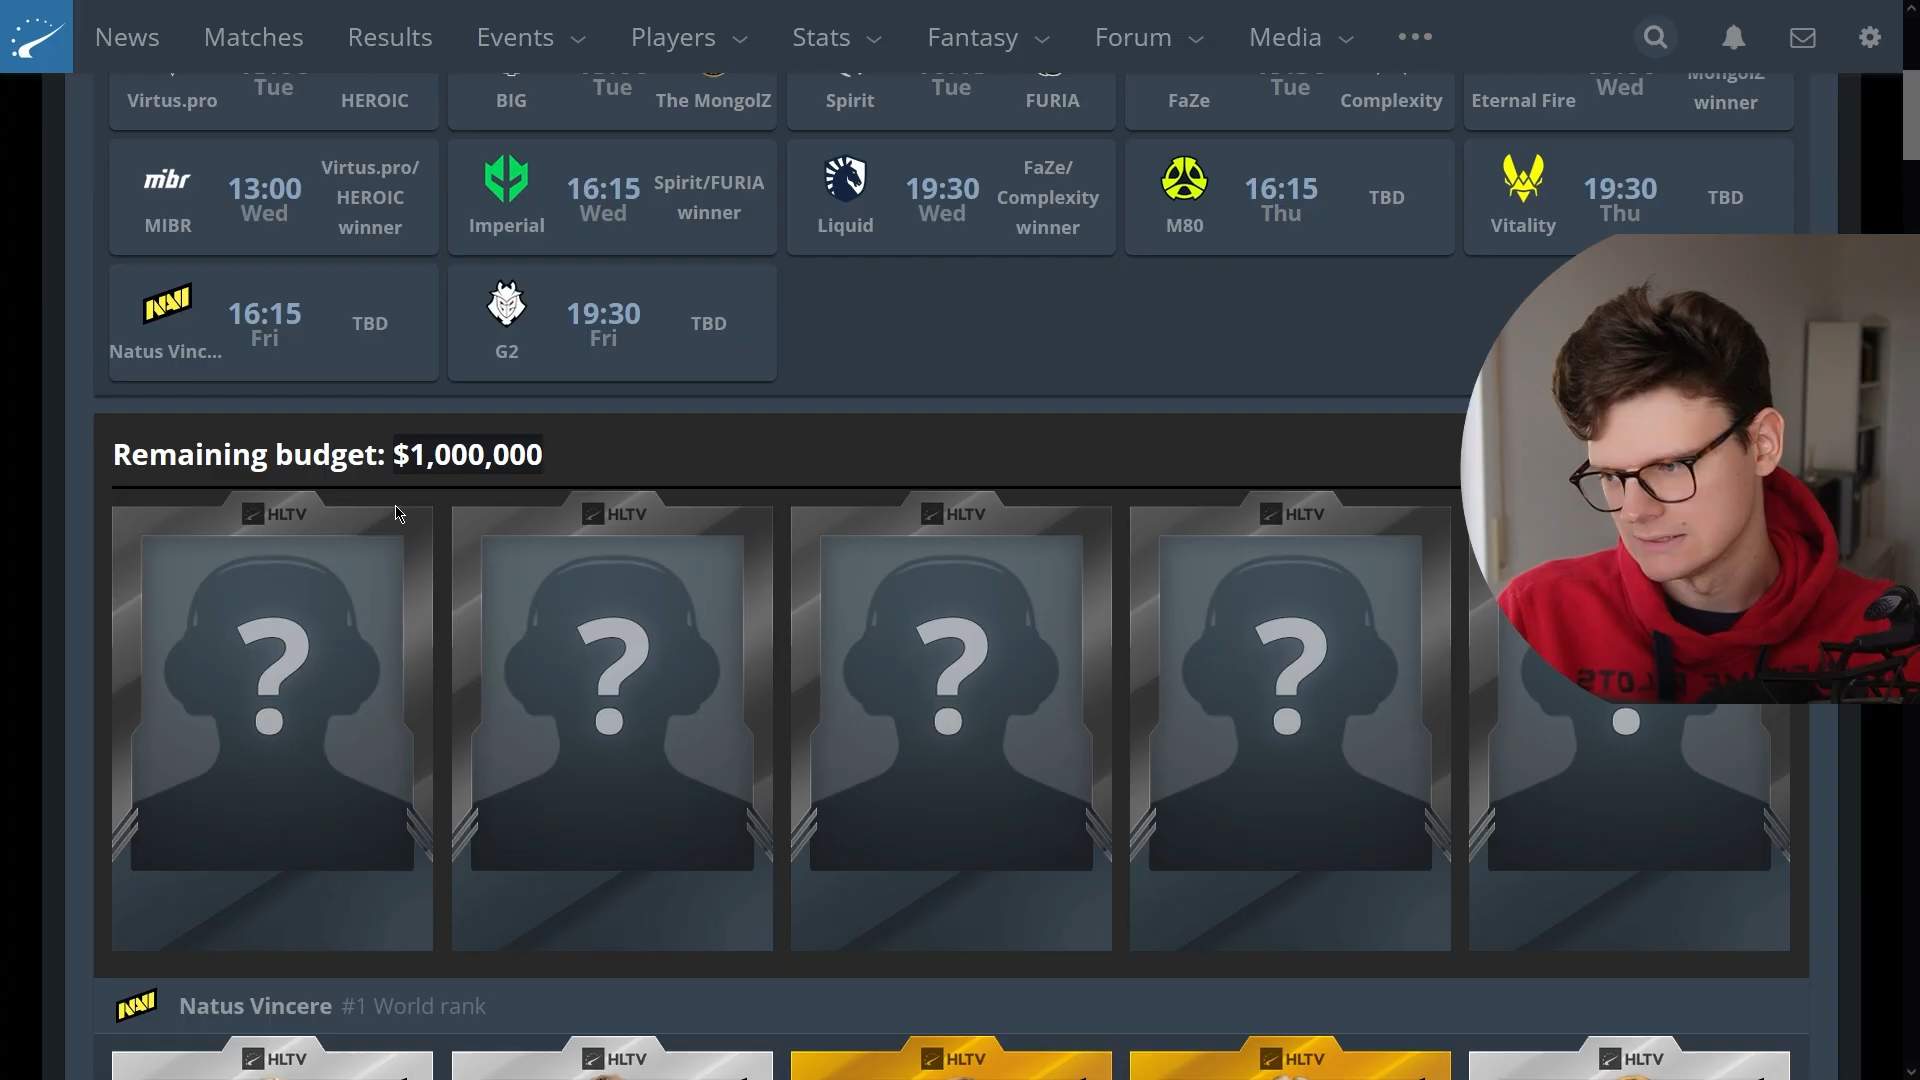 News Matches Results Events Players Stats Fantasy Forum Media
Virtus.pro Tue HEROIC
BIG Tue The MongolZ
Spirit Tue FURIA
FaZe Tue Complexity
Eternal Fire Wed MongolZ
winner
mibr
MIBR
13:00
Wed
Virtus.pro/
HEROIC
winner
Imperial
16:15
Wed
Spirit/FURIA
winner
Liquid
19:30
Wed
FaZe/
Complexity
winner
M80
16:15
Thu
TBD
Vitality
19:30
Thu
TBD
NAVI
Natus Vinc...
16:15
Fri
TBD
G2
19:30
Fri
TBD
Remaining budget: $1,000,000
HLTV
?
HLTV
?
HLTV
?
HLTV
?
NAVI
Natus Vincere #1 World rank
HLTV HLTV HLTV HLTV HLTV